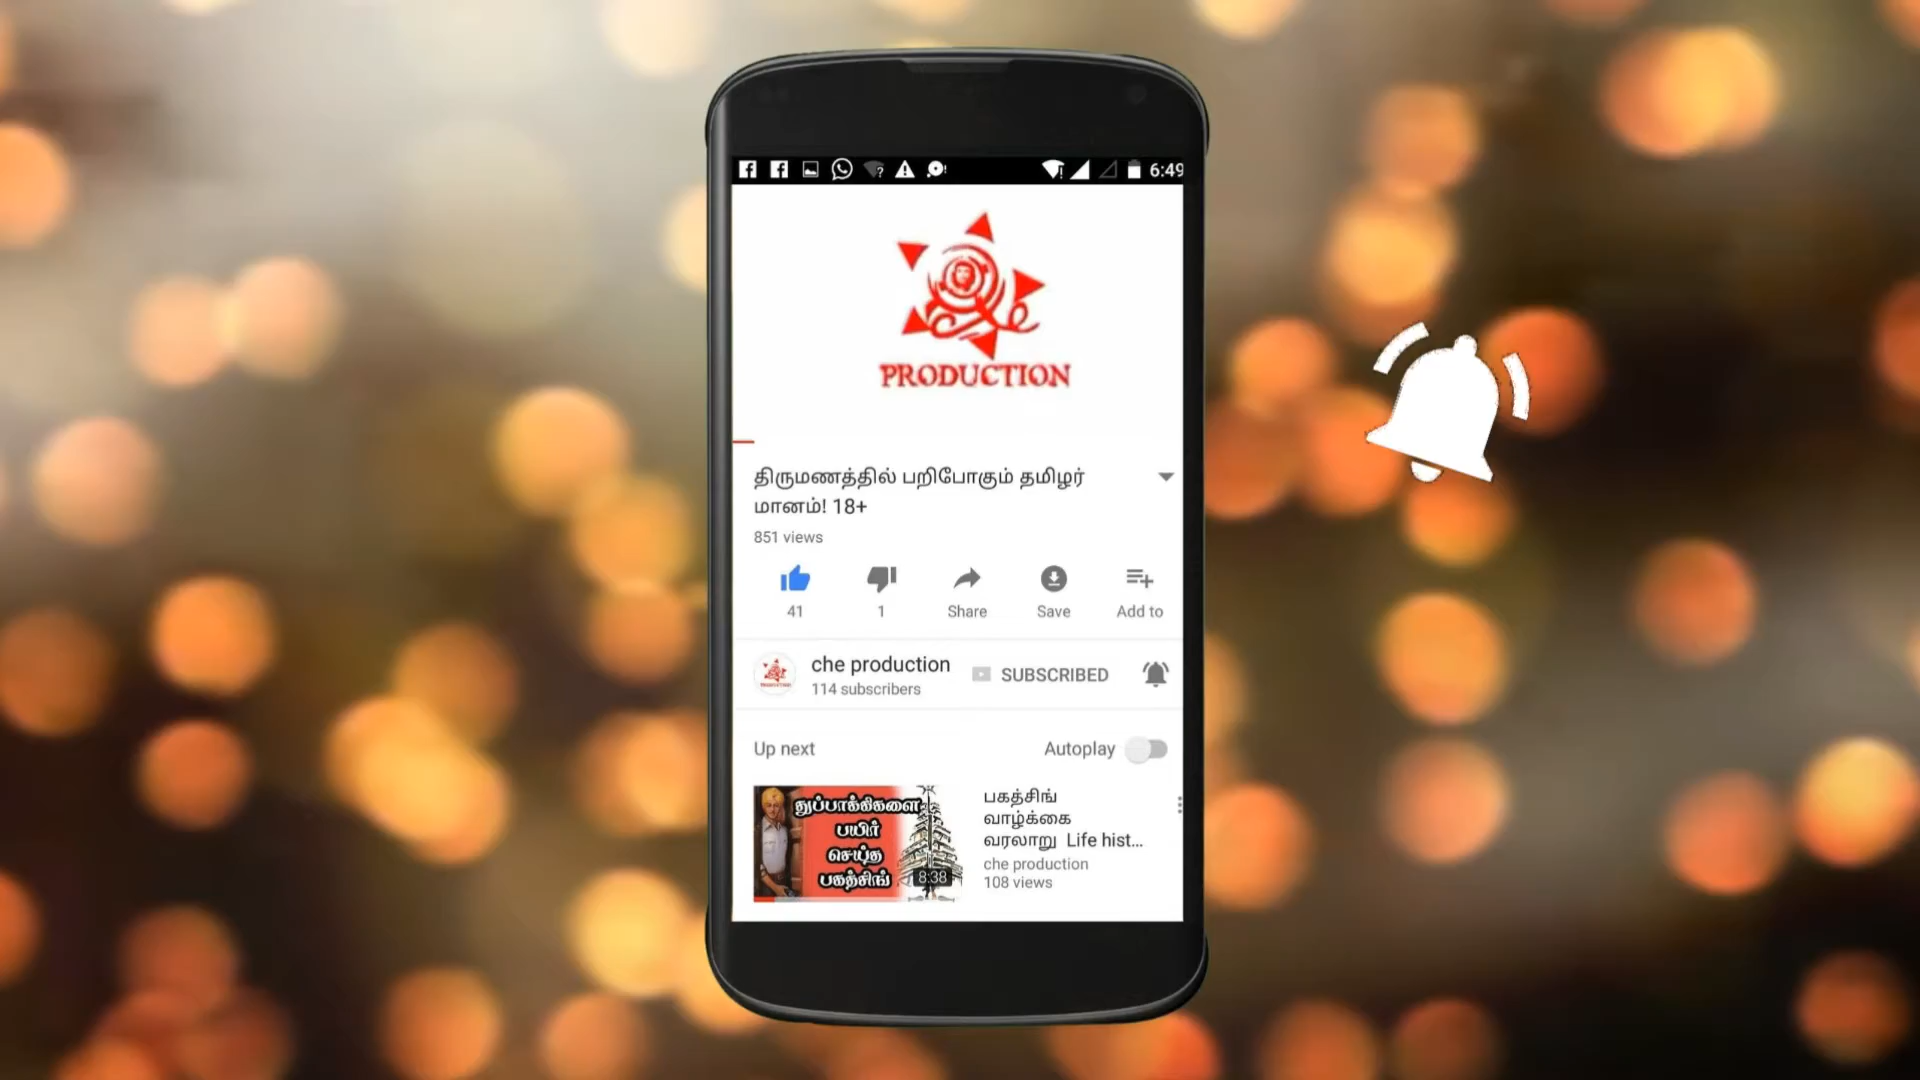 6:49
PRODUCTION
திருமணத்தில் பறிபோகும் தமிழர்
மானம்! 18+
851 views
41
1
Share
Save
Add to
che production
114 subscribers
SUBSCRIBED
Up next
Autoplay
துப்பாக்கிகளை
பயிர்
செய்த
பகத்சிங்
8:38
பகத்சிங்
வாழ்க்கை
வரலாறு Life hist...
che production
108 views